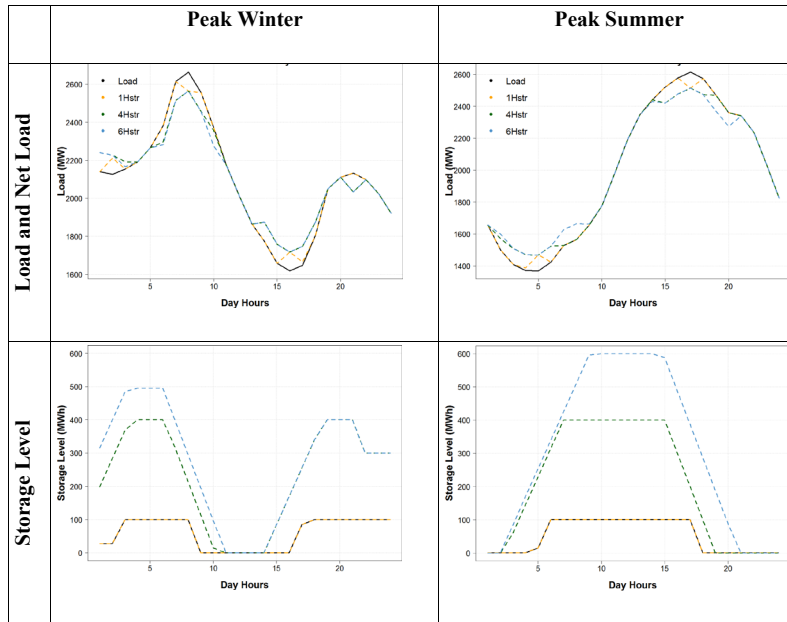 Peak Winter
Peak Summer
Load and Net Load
Load (MW)
2600
2400
2200
2000
1800
1600
Load
1Hstr
4Hstr
6Hstr
5
10
15
20
Day Hours
Load (MW)
2600
2400
2200
2000
1800
1600
1400
Load
1Hstr
4Hstr
6Hstr
5
10
15
20
Day Hours
Storage Level
Storage Level (MWh)
600
500
400
300
200
100
0
5
10
15
20
Day Hours
Storage Level (MWh)
600
500
400
300
200
100
0
5
10
15
20
Day Hours